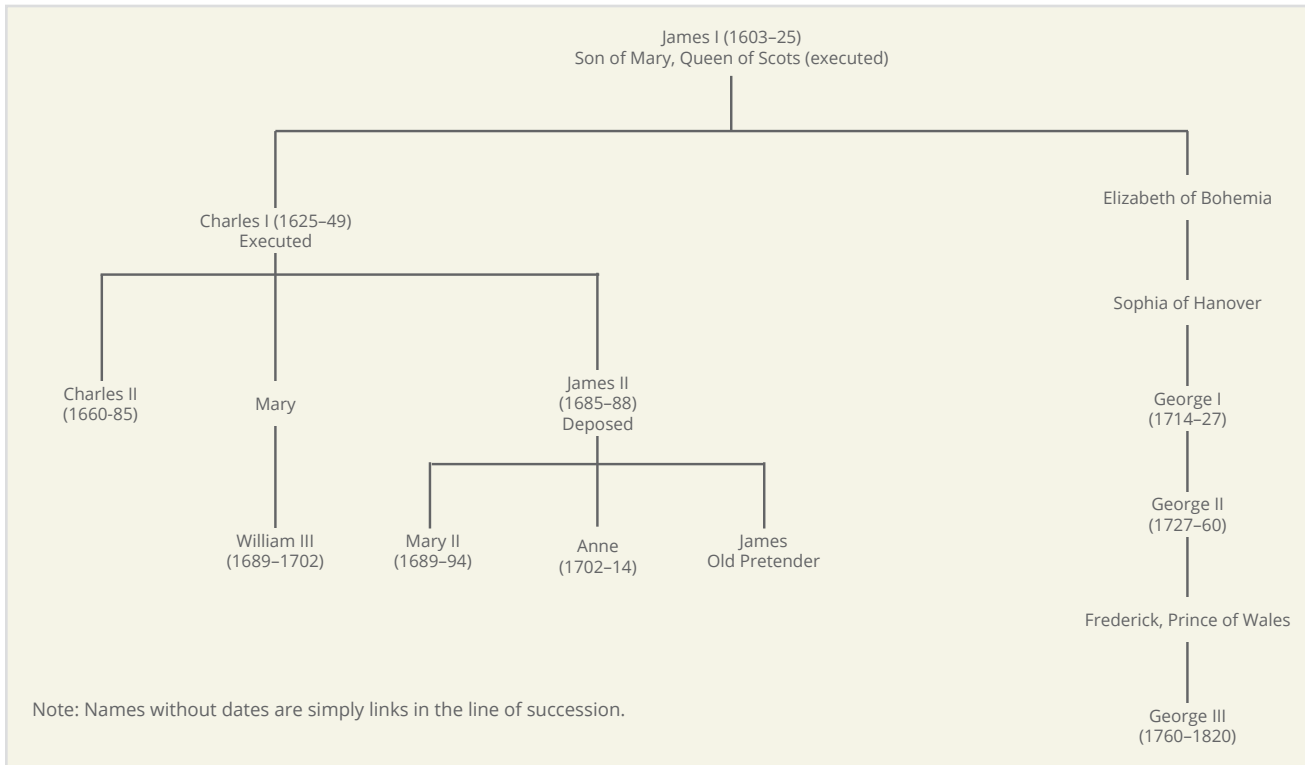 James I (1603–25)
Son of Mary, Queen of Scots (executed)
Elizabeth of Bohemia
Charles I (1625–49)
Executed
Sophia of Hanover
Charles II
(1660-85)
Mary
James II
(1685–88)
Deposed
George I
(1714–27)
George II
(1727–60)
William III
(1689–1702)
Mary II
(1689–94)
Anne
(1702–14)
James
Old Pretender
Frederick, Prince of Wales
Note: Names without dates are simply links in the line of succession.
George III
(1760–1820)